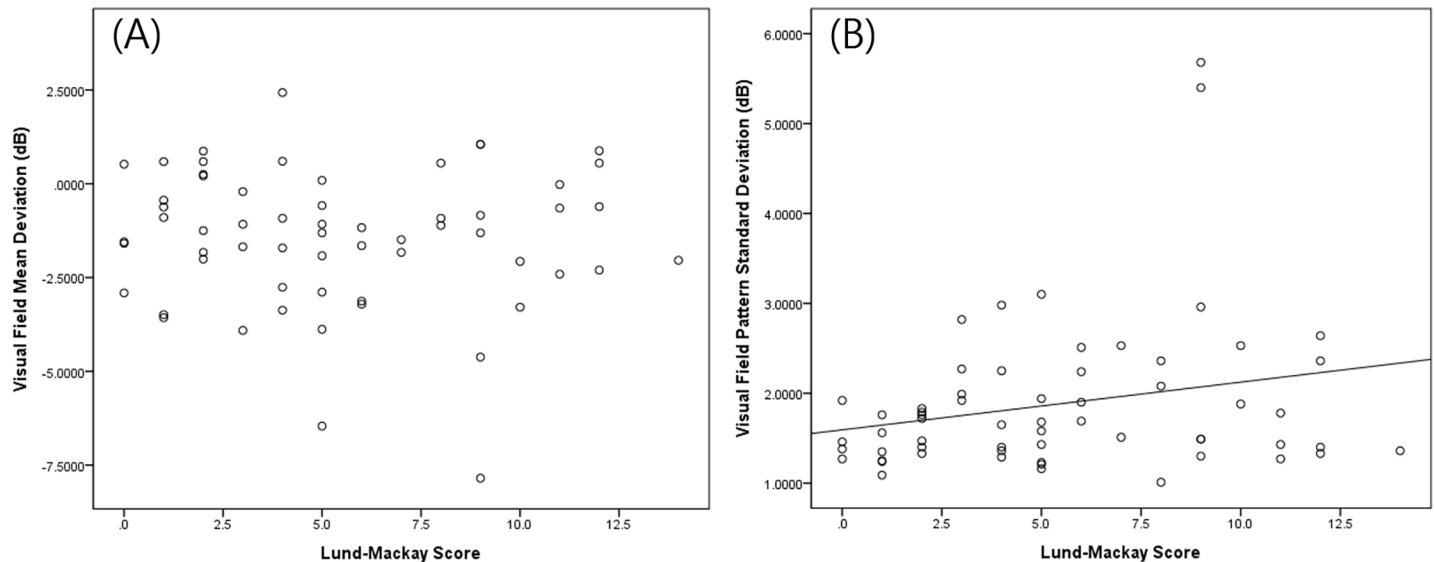 (A)
Visual Field Mean Deviation (dB)
2.5000
.0000
-2.5000
-5.0000
-7.5000
.0 2.5 5.0 7.5 10.0 12.5
Lund-Mackay Score
(B)
Visual Field Pattern Standard Deviation (dB)
6.0000
5.0000
4.0000
3.0000
2.0000
1.0000
.0 2.5 5.0 7.5 10.0 12.5
Lund-Mackay Score